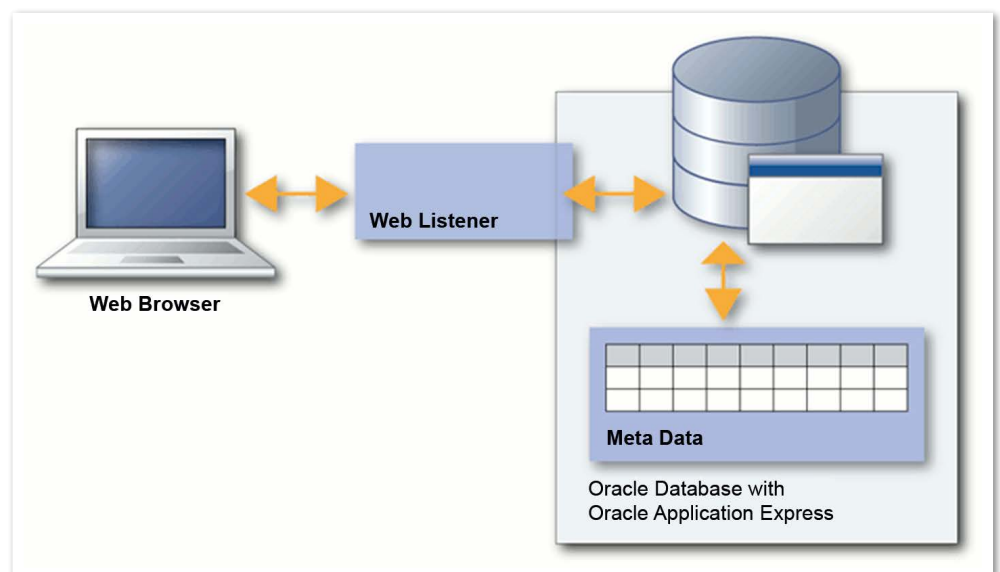 Web Browser
Web Listener
Meta Data
Oracle Database with
Oracle Application Express